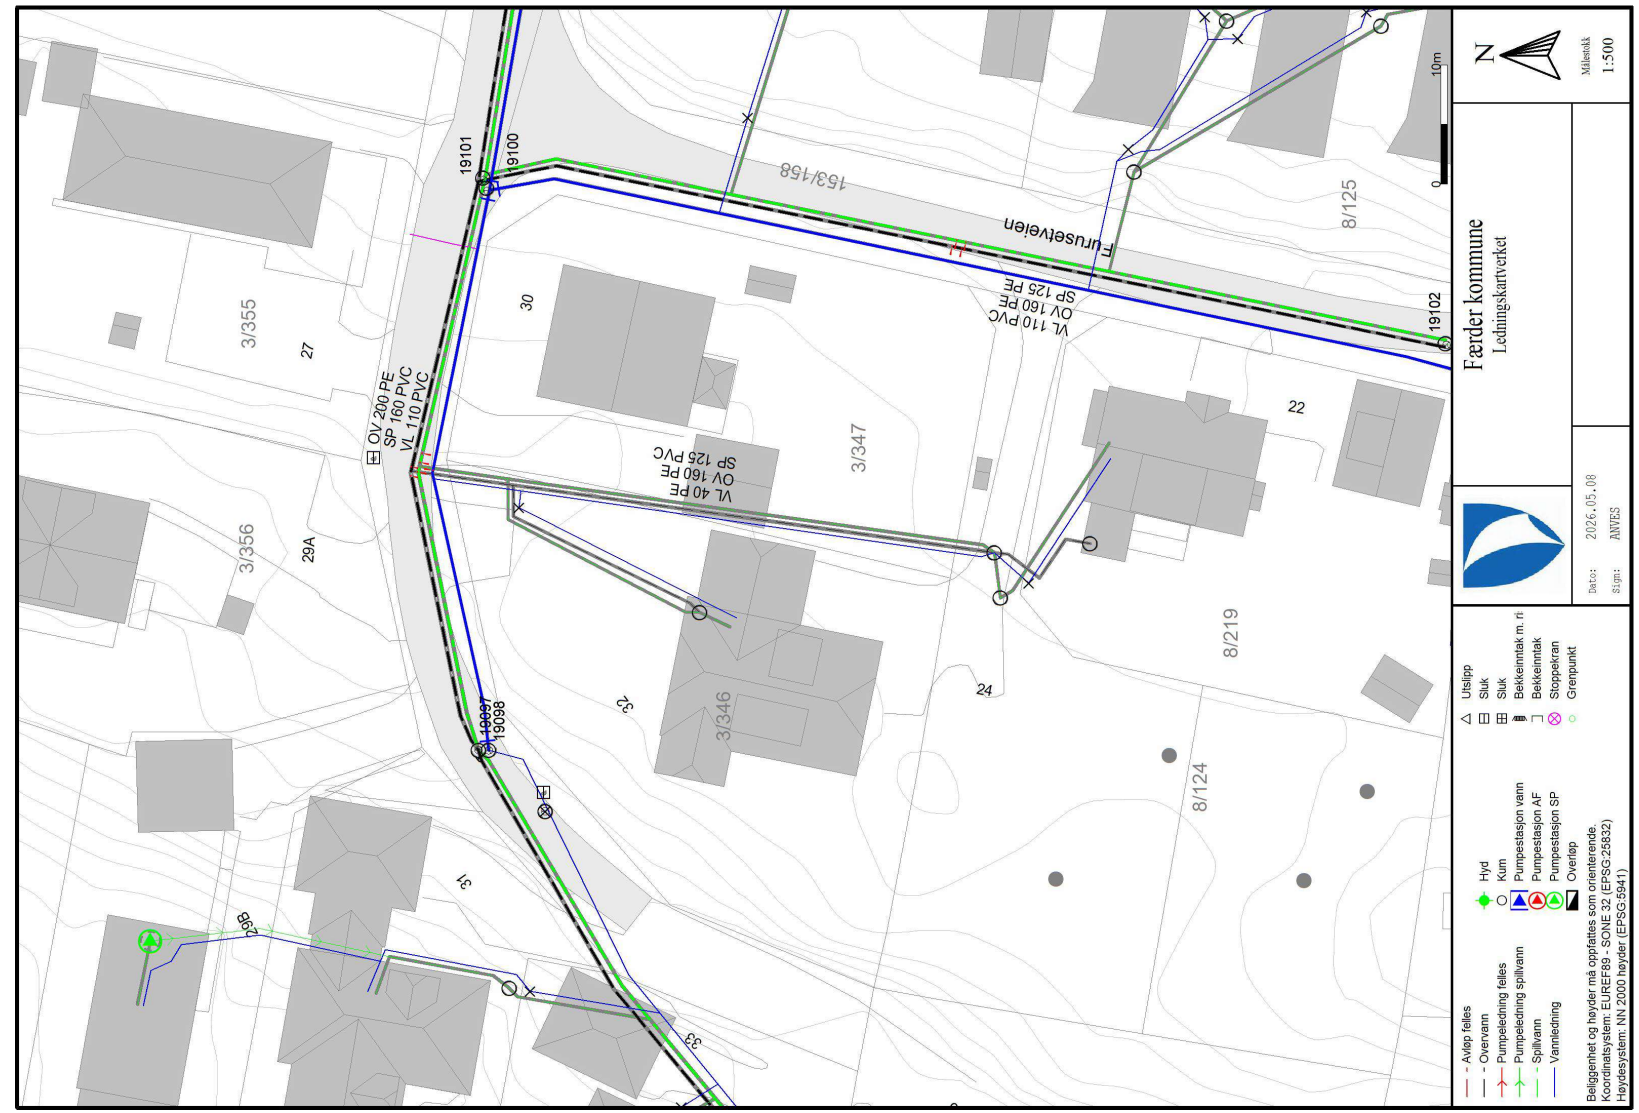 19101
19100
153/158
Furusetveien
8/125
19102
3/355
27
30
OV 200 PE
SP 160 PVC
VL 110 PVC
VL 110 PVC
OV 160 PE
SP 125 PE
VL 40 PE
OV 160 PE
SP 125 PVC
3/347
22
3/356
29A
8/219
24
32
3/346
19097
19098
8/124
31
29B
33
N
Målestokk
1:500
10m
0
Færder kommune
Ledningskartverket
Dato: 2026.05.08
Sign: ANVES
Avløp felles
Overvann
Pumpeledning felles
Pumpeledning spillvann
Spillvann
Vannledning
Hyd
Kum
Pumpestasjon vann
Pumpestasjon AF
Pumpestasjon SP
Overløp
Utslipp
Sluk
Sluk
Bekkeinntak m. ri
Bekkeinntak
Stoppekran
Grenpunkt
Beliggenhet og høyder må oppfattes som orienterende.
Koordinatsystem: EUREF89 - SONE 32 (EPSG:25832)
Høydesystem: NN 2000 høyder (EPSG:5941)